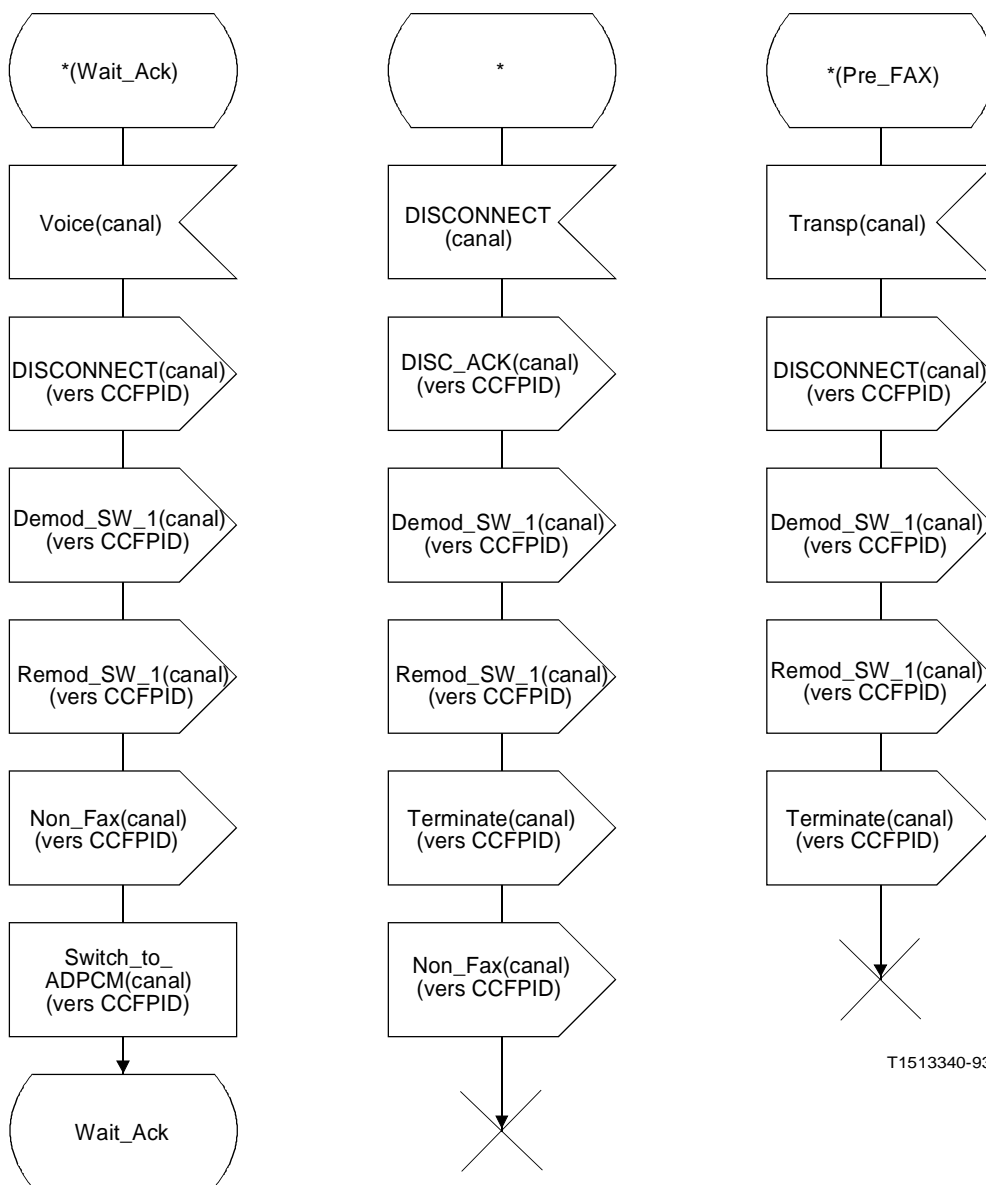 *(Wait_Ack)
Voice(canal)
DISCONNECT(canal)
(vers CCFPID)
Demod_SW_1(canal)
(vers CCFPID)
Remod_SW_1(canal)
(vers CCFPID)
Non_Fax(canal)
(vers CCFPID)
Switch_to_
ADPCM(canal)
(vers CCFPID)
Wait_Ack
*
DISCONNECT
(canal)
DISC_ACK(canal)
(vers CCFPID)
Demod_SW_1(canal)
(vers CCFPID)
Remod_SW_1(canal)
(vers CCFPID)
Terminate(canal)
(vers CCFPID)
Non_Fax(canal)
(vers CCFPID)
*(Pre_FAX)
Transp(canal)
DISCONNECT(canal)
(vers CCFPID)
Demod_SW_1(canal)
(vers CCFPID)
Remod_SW_1(canal)
(vers CCFPID)
Terminate(canal)
(vers CCFPID)
T1513340-93